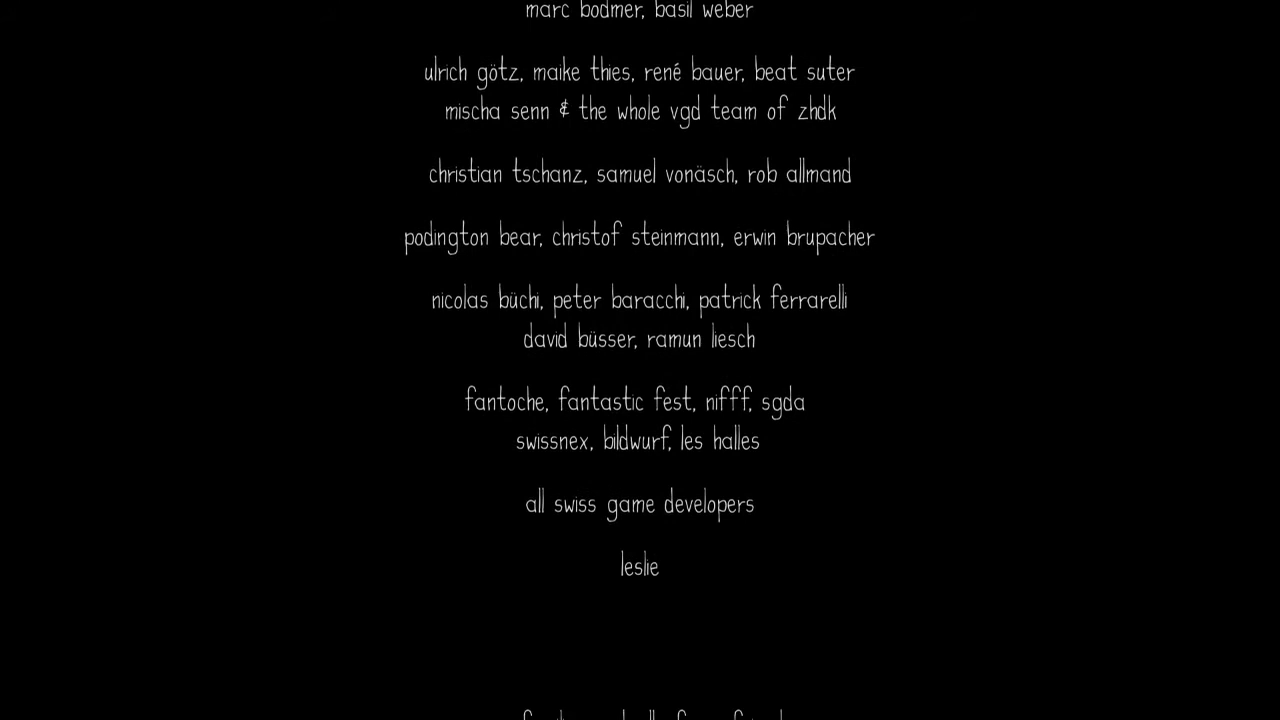 marc bodmer, basil weber
ulrich götz, maike thies, rené bauer, beat suter
mischa senn & the whole vgd team of zhdk
christian tschanz, samuel vonäsch, rob allmand
podington bear, christof steinmann, erwin brupacher
nicolas büchi, peter baracchi, patrick ferrarelli
david büsser, ramun liesch
fantoche, fantastic fest, nifff, sgda
swissnex, bildwurf, les halles
all swiss game developers
leslie